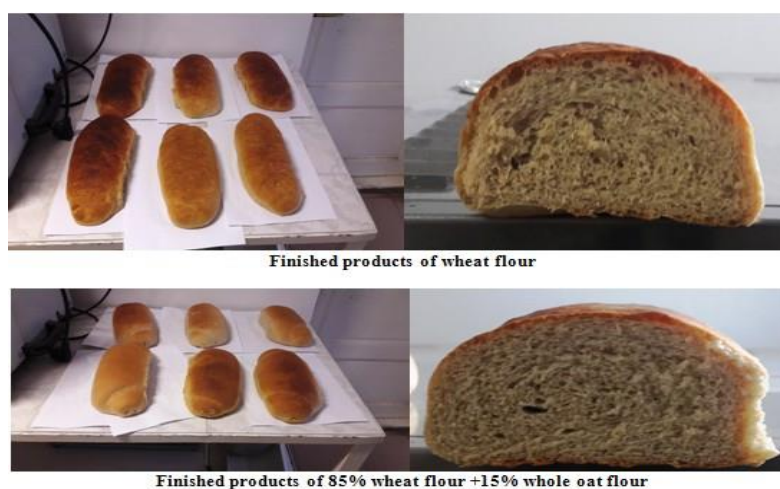 Finished products of wheat flour
Finished products of 85% wheat flour +15% whole oat flour